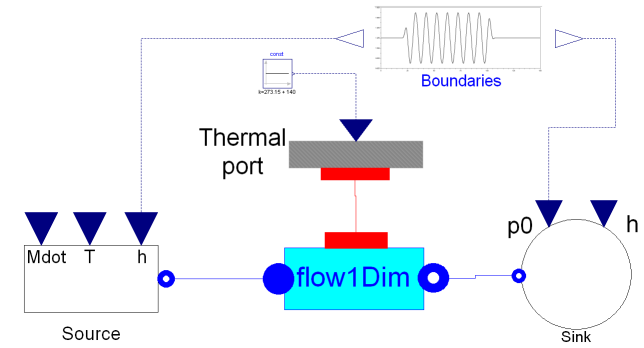 const
k=273.15 + 140
Boundaries
Thermal
port
p0
h
Mdot
T
h
flow1Dim
Source
Sink